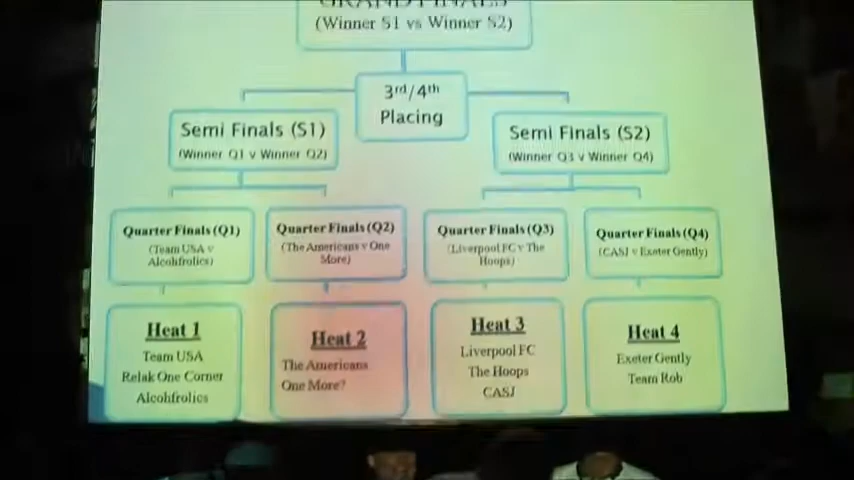 GRAND FINALS
(Winner S1 vs Winner S2)
3rd/4th
Placing
Semi Finals (S1)
(Winner Q1 v Winner Q2)
Semi Finals (S2)
(Winner Q3 v Winner Q4)
Quarter Finals (Q1)
(Team USA v
Alcohfrolics)
Quarter Finals (Q2)
(The Americans v One
More)
Quarter Finals (Q3)
(Liverpool FC v The
Hoops)
Quarter Finals (Q4)
(CASJ v Exeter Gently)
Heat 1
Team USA
Relak One Corner
Alcohfrolics
Heat 2
The Americans
One More?
Heat 3
Liverpool FC
The Hoops
CASJ
Heat 4
Exeter Gently
Team Rob